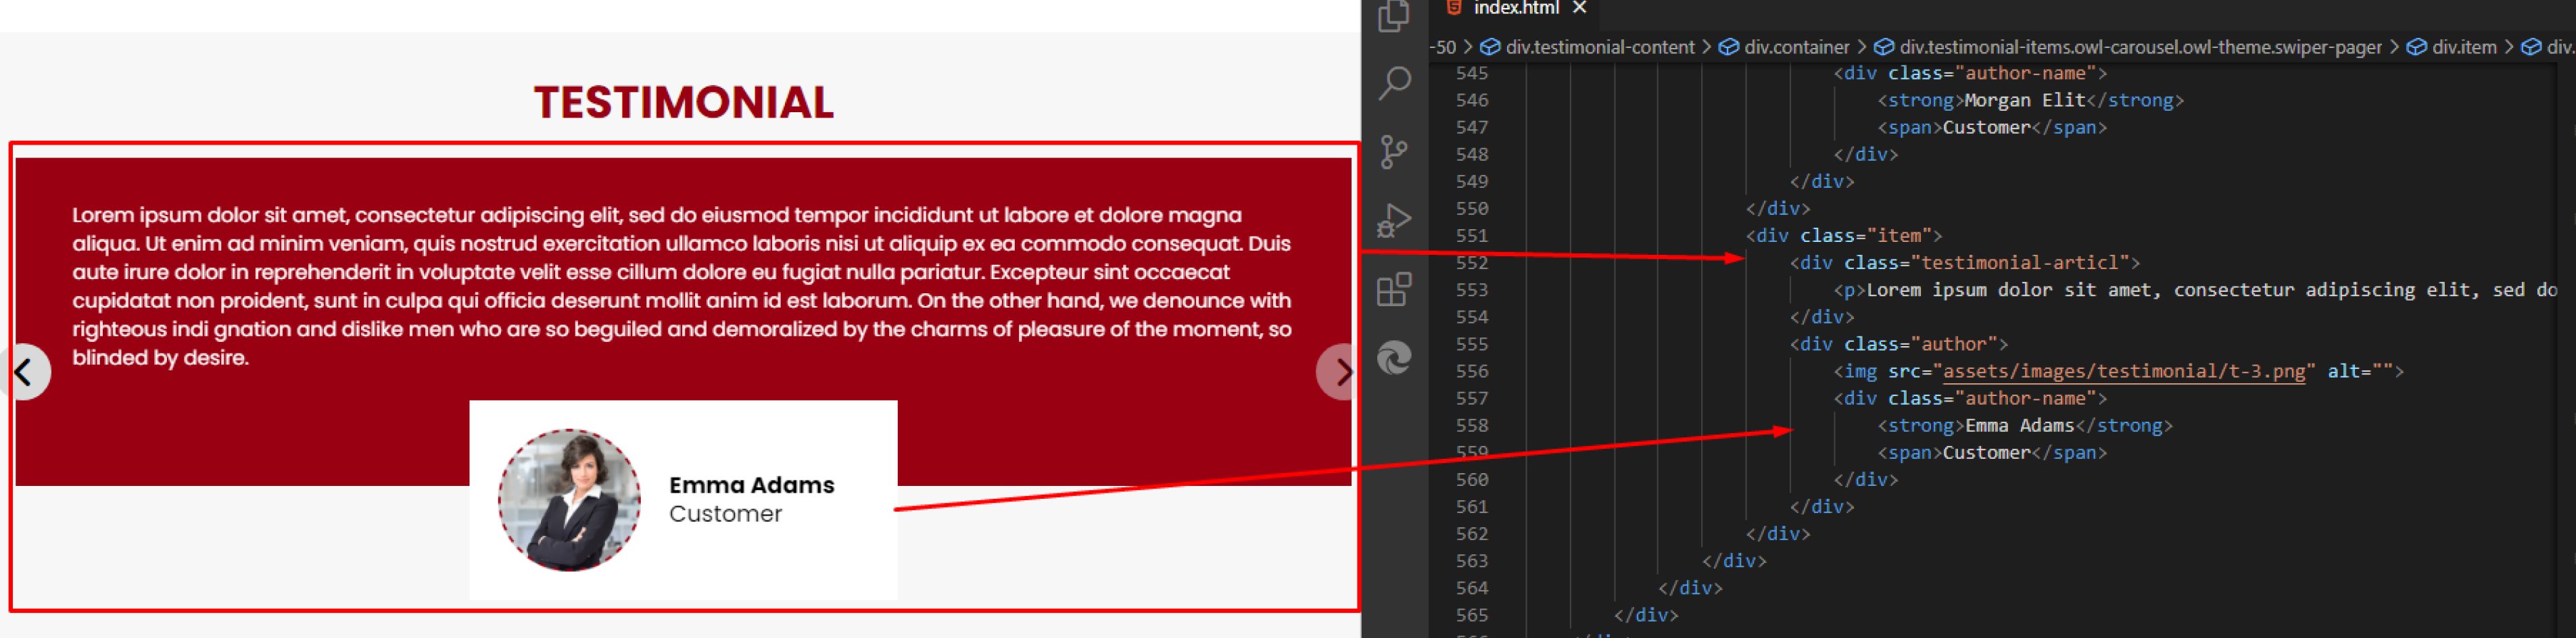 TESTIMONIAL
Lorem ipsum dolor sit amet, consectetur adipiscing elit, sed do eiusmod tempor incididunt ut labore et dolore magna
aliqua. Ut enim ad minim veniam, quis nostrud exercitation ullamco laboris nisi ut aliquip ex ea commodo consequat. Duis
aute irure dolor in reprehenderit in voluptate velit esse cillum dolore eu fugiat nulla pariatur. Excepteur sint occaecat
cupidatat non proident, sunt in culpa qui officia deserunt mollit anim id est laborum. On the other hand, we denounce with
righteous indi gnation and dislike men who are so beguiled and demoralized by the charms of pleasure of the moment, so
blinded by desire.
Emma Adams
Customer
index.html
-50 > div.testimonial-content > div.container > div.testimonial-items.owl-carousel.owl-theme.swiper-pager > div.item > div.
545 <div class="author-name">
546 <strong>Morgan Elit</strong>
547 <span>Customer</span>
548 </div>
549 </div>
550 </div>
551 <div class="item">
552 <div class="testimonial-articl">
553 <p>Lorem ipsum dolor sit amet, consectetur adipiscing elit, sed do
554 </div>
555 <div class="author">
556 <img src="assets/images/testimonial/t-3.png" alt="">
557 <div class="author-name">
558 <strong>Emma Adams</strong>
559 <span>Customer</span>
560 </div>
561 </div>
562 </div>
563 </div>
564 </div>
565 </div>